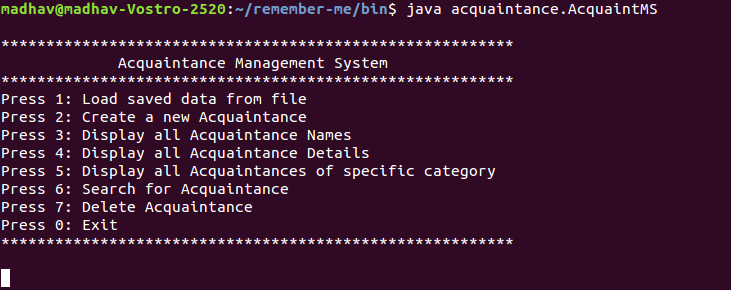 madhav@madhav-Vostro-2520:~/remember-me/bin$ java acquaintance.AcquaintMS
*********************************************************
Acquaintance Management System
*********************************************************
Press 1: Load saved data from file
Press 2: Create a new Acquaintance
Press 3: Display all Acquaintance Names
Press 4: Display all Acquaintance Details
Press 5: Display all Acquaintances of specific category
Press 6: Search for Acquaintance
Press 7: Delete Acquaintance
Press 0: Exit
*********************************************************